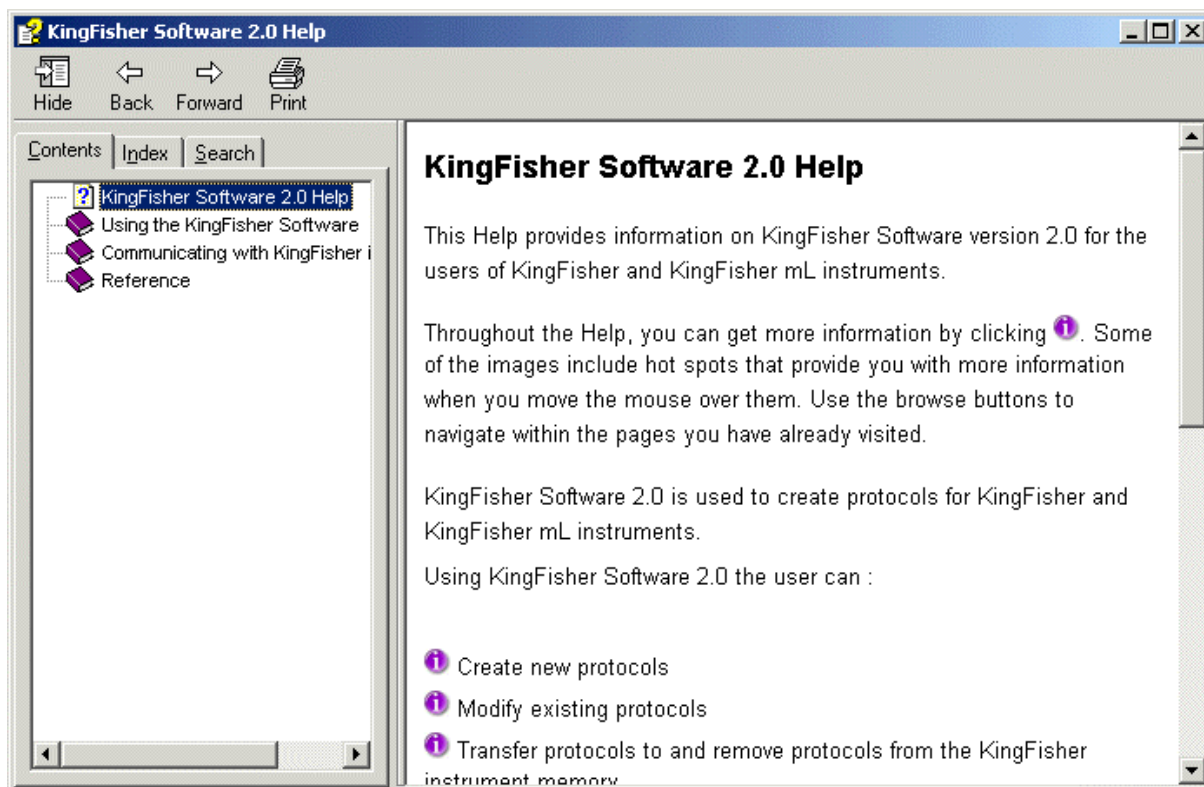 KingFisher Software 2.0 Help
Hide Back Forward Print
Contents Index Search
KingFisher Software 2.0 Help
Using the KingFisher Software
Communicating with KingFisher i
Reference
KingFisher Software 2.0 Help
This Help provides information on KingFisher Software version 2.0 for the
users of KingFisher and KingFisher mL instruments.
Throughout the Help, you can get more information by clicking i. Some
of the images include hot spots that provide you with more information
when you move the mouse over them. Use the browse buttons to
navigate within the pages you have already visited.
KingFisher Software 2.0 is used to create protocols for KingFisher and
KingFisher mL instruments.
Using KingFisher Software 2.0 the user can :
i Create new protocols
i Modify existing protocols
i Transfer protocols to and remove protocols from the KingFisher
instrument memory